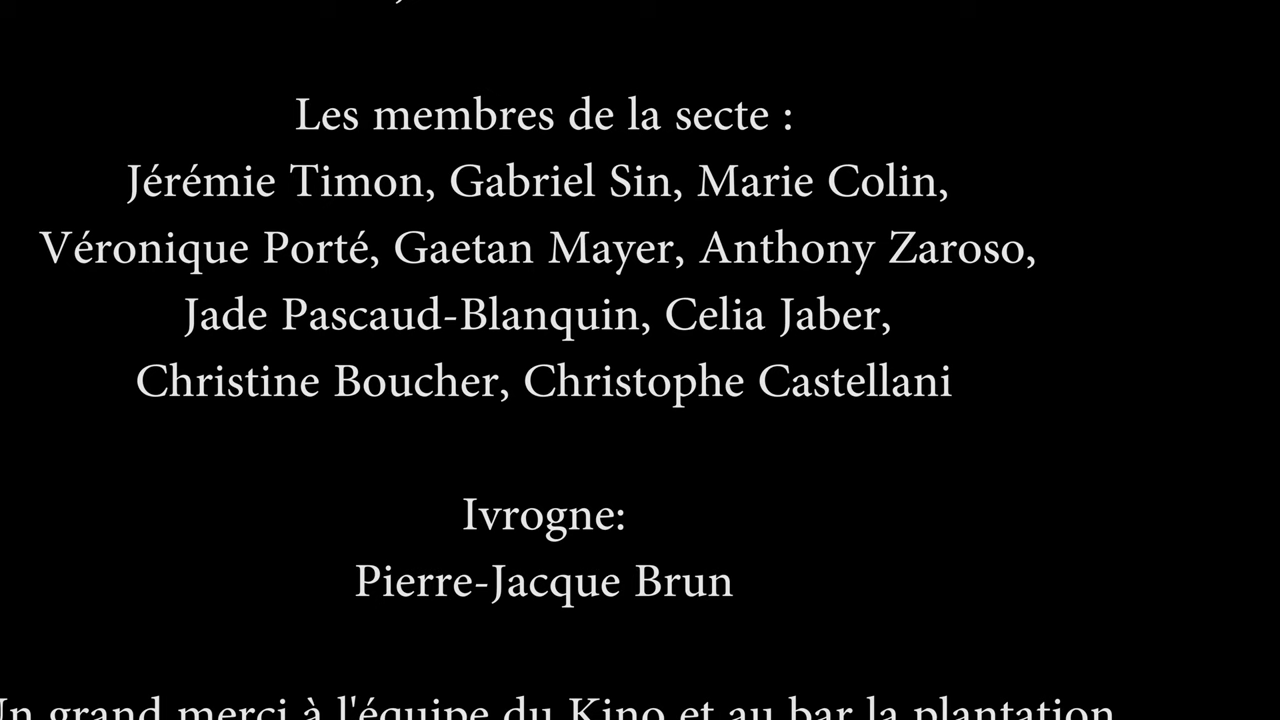 Les membres de la secte :
Jérémie Timon, Gabriel Sin, Marie Colin,
Véronique Porté, Gaetan Mayer, Anthony Zaroso,
Jade Pascaud-Blanquin, Celia Jaber,
Christine Boucher, Christophe Castellani
Ivrogne:
Pierre-Jacque Brun
Un grand merci à l'équipe du Kino et au bar la plantation